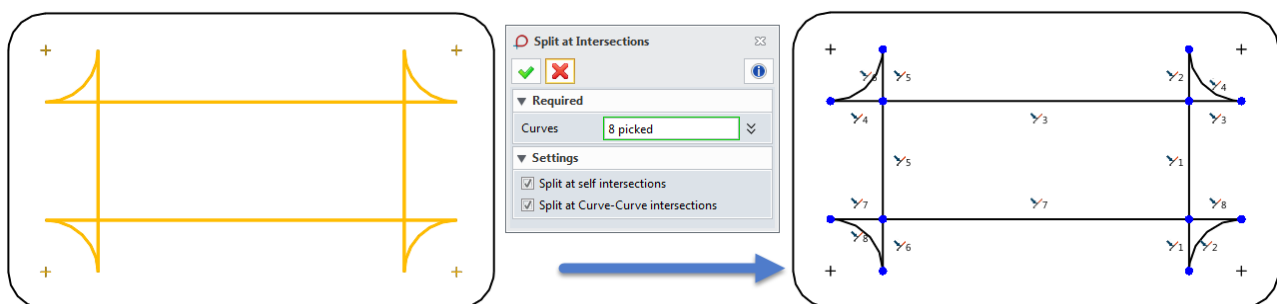 Split at Intersections
Required
Curves 8 picked
Settings
Split at self intersections
Split at Curve-Curve intersections
6 5 2 4
4 3 3
5 1
7 7 8
8 6 1 2